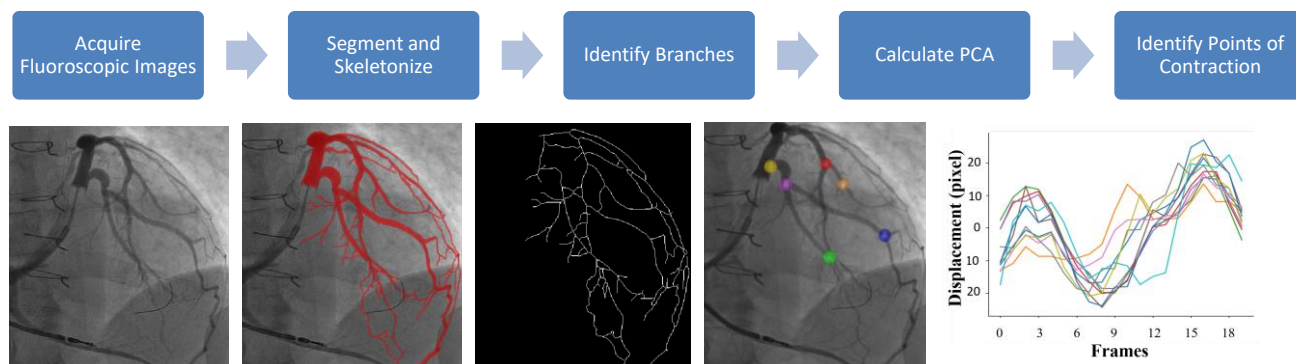 Acquire
Fluoroscopic Images
Segment and
Skeletonize
Identify Branches
Calculate PCA
Identify Points of
Contraction
Displacement (pixel)
20
10
0
10
20
0 3 6 9 12 15 18
Frames